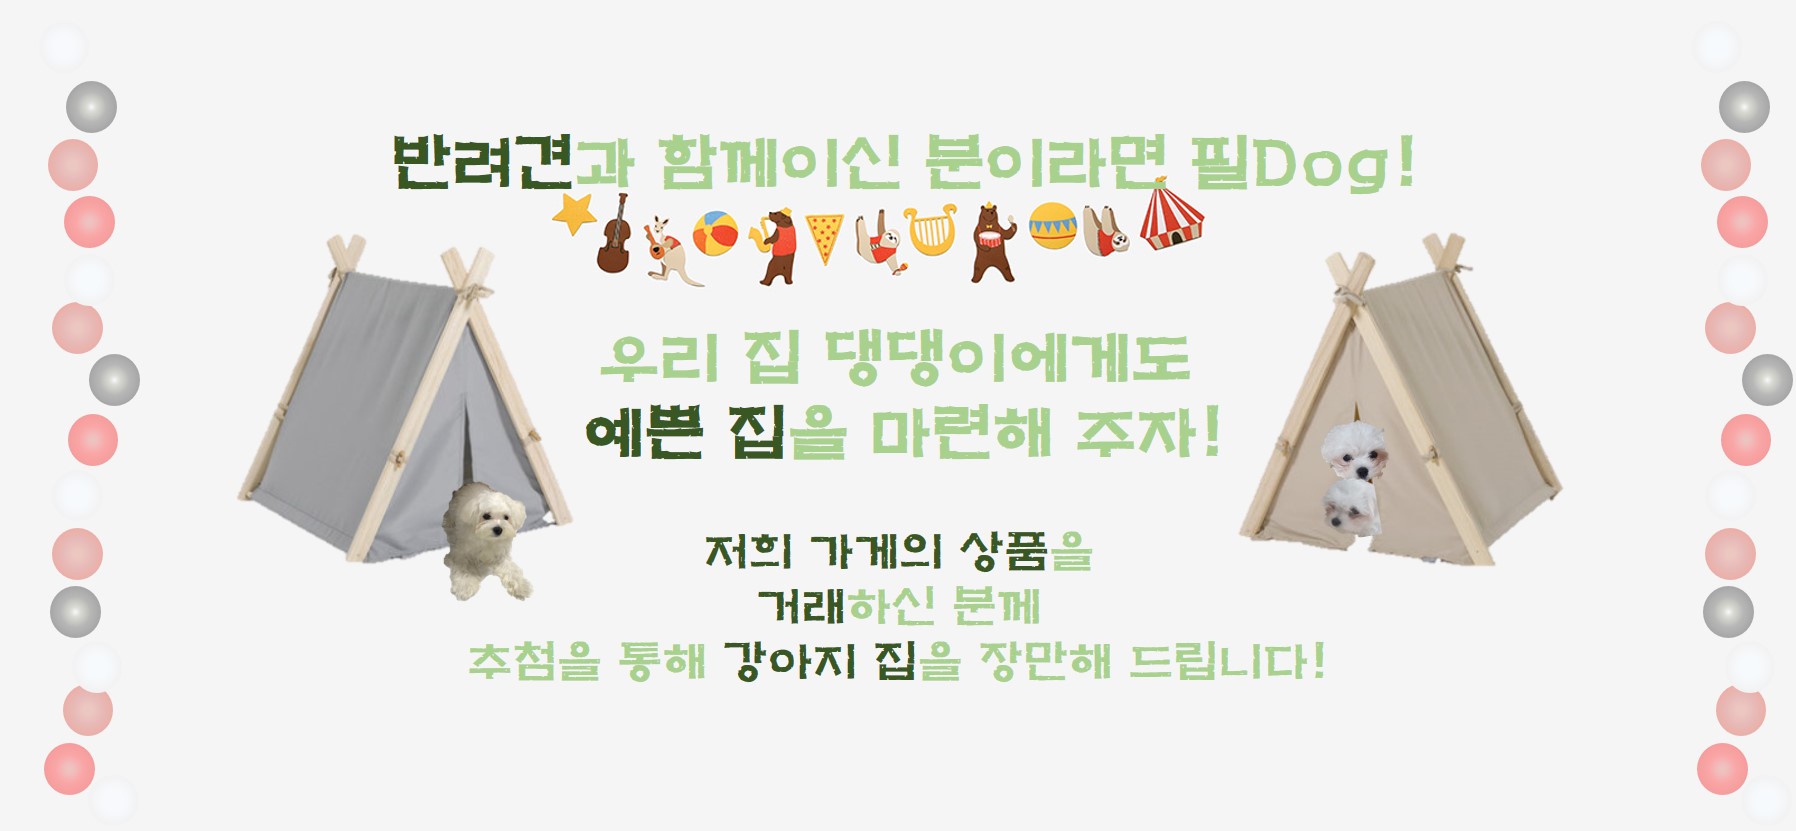 반려견과 함께이신 분이라면 필Dog!
우리 집 댕댕이에게도
예쁜 집을 마련해 주자!
저희 가게의 상품을
거래하신 분께
추첨을 통해 강아지 집을 장만해 드립니다!